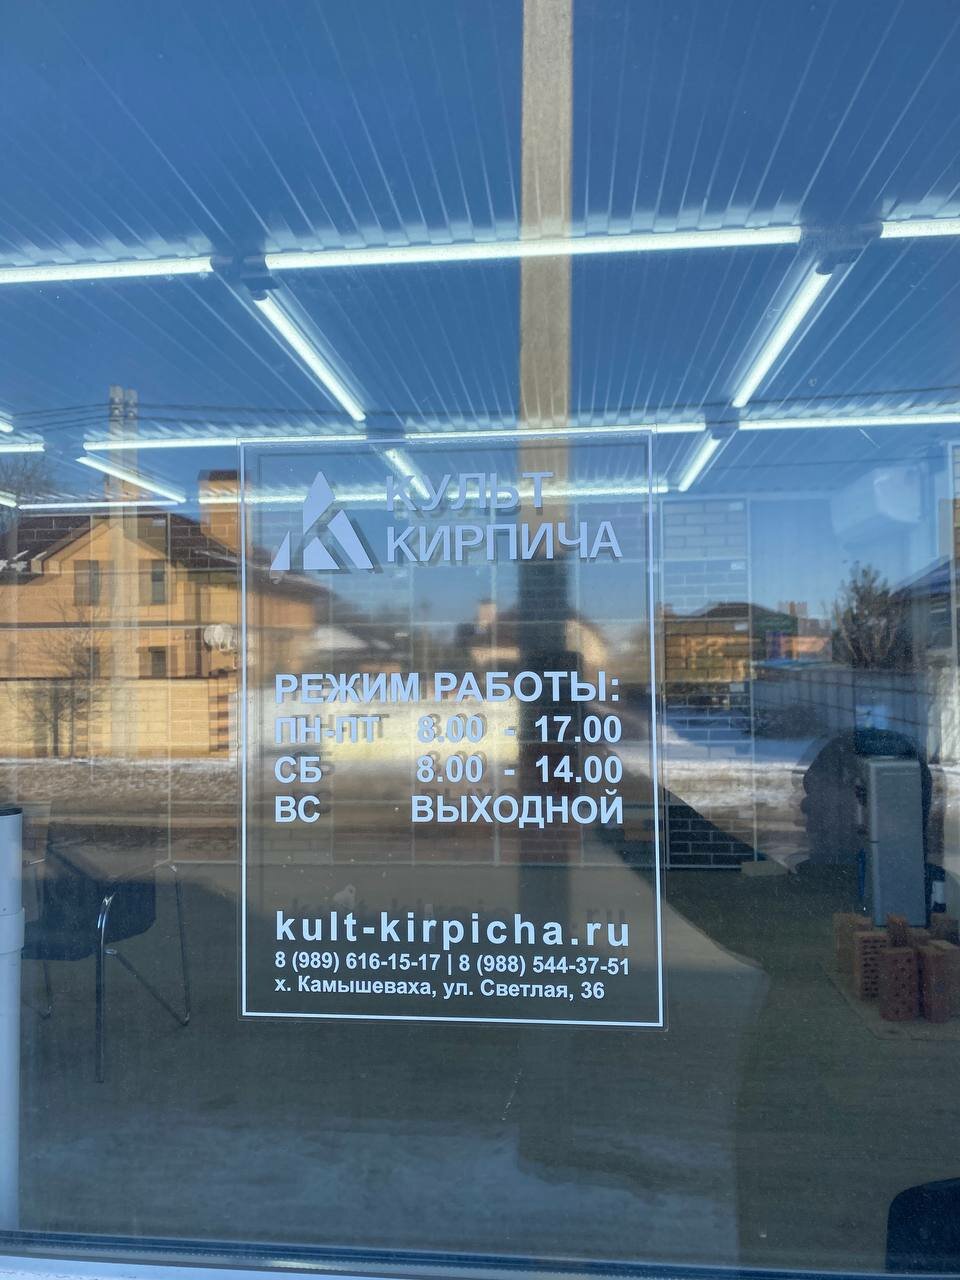 КУЛЬТ
КИРПИЧА
РЕЖИМ РАБОТЫ:
ПН-ПТ 8.00 - 17.00
СБ 8.00 - 14.00
ВС ВЫХОДНОЙ
kult-kirpicha.ru
8 (989) 616-15-17 | 8 (988) 544-37-51
х. Камышеваха, ул. Светлая, 36